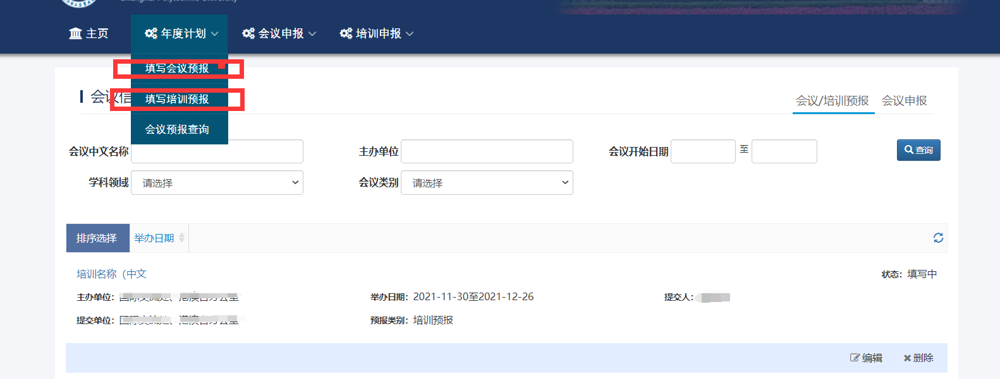 Shanghai Polytechnic University
主页 年度计划 会议申报 培训申报
填写会议预报
填写培训预报
会议预报查询
会议信
会议/培训预报 会议申报
会议中文名称 主办单位 会议开始日期 至 查询
学科领域 请选择 会议类别 请选择
排序选择 举办日期
培训名称（中文 状态：填写中
主办单位： 举办日期：2021-11-30至2021-12-26 提交人：
提交单位： 预报类别：培训预报
编辑 删除